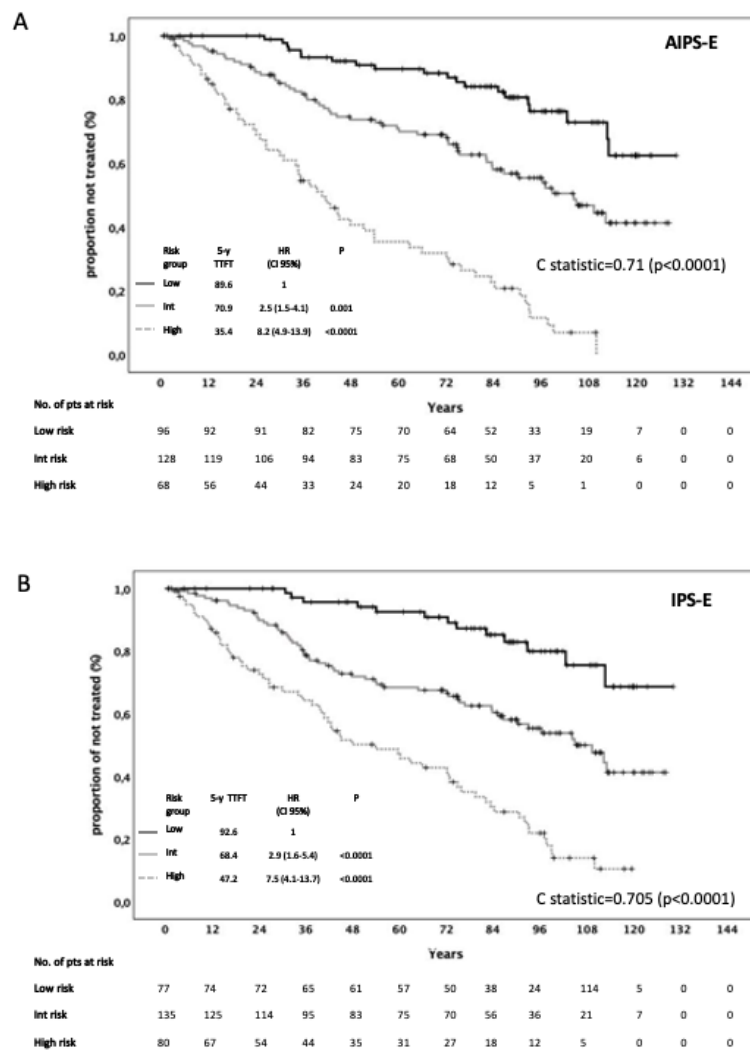 A
AIPS-E
proportion not treated (%)
1,0
0,8
0,6
0,4
0,2
0,0
Risk group 5-y TTFT HR (CI 95%) P
Low 89.6 1
Int 70.9 2.5 (1.5-4.1) 0.001
High 35.4 8.2 (4.9-13.9) <0.0001
C statistic=0.71 (p<0.0001)
0 12 24 36 48 60 72 84 96 108 120 132 144
Years
No. of pts at risk
Low risk 96 92 91 82 75 70 64 52 33 19 7 0 0
Int risk 128 119 106 94 83 75 68 50 37 20 6 0 0
High risk 68 56 44 33 24 20 18 12 5 1 0 0 0
B
IPS-E
proportion of not treated (%)
1,0
0,8
0,6
0,4
0,2
0,0
Risk group 5-y TTFT HR (CI 95%) P
Low 92.6 1
Int 68.4 2.9 (1.6-5.4) <0.0001
High 47.2 7.5 (4.1-13.7) <0.0001
C statistic=0.705 (p<0.0001)
0 12 24 36 48 60 72 84 96 108 120 132 144
Years
No. of pts at risk
Low risk 77 74 72 65 61 57 50 38 24 114 5 0 0
Int risk 135 125 114 95 83 75 70 56 36 21 7 0 0
High risk 80 67 54 44 35 31 27 18 12 5 0 0 0